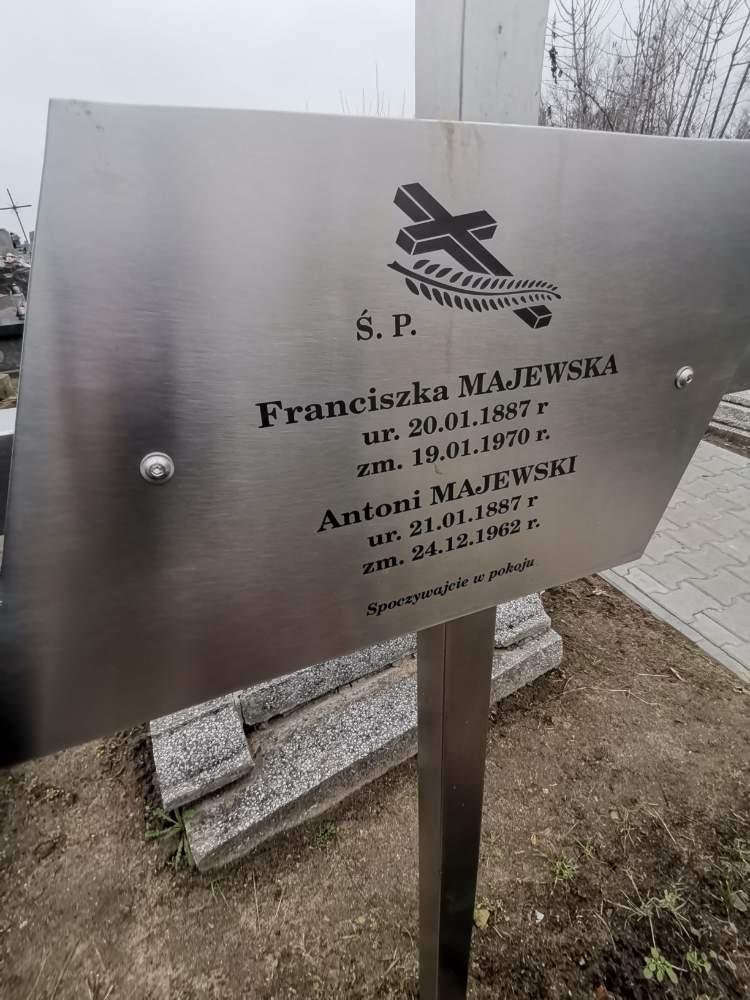 Ś. P.
Franciszka MAJEWSKA
ur. 20.01.1887 r
zm. 19.01.1970 r.
Antoni MAJEWSKI
ur. 21.01.1887 r
zm. 24.12.1962 r.
Spoczywajcie w pokoju